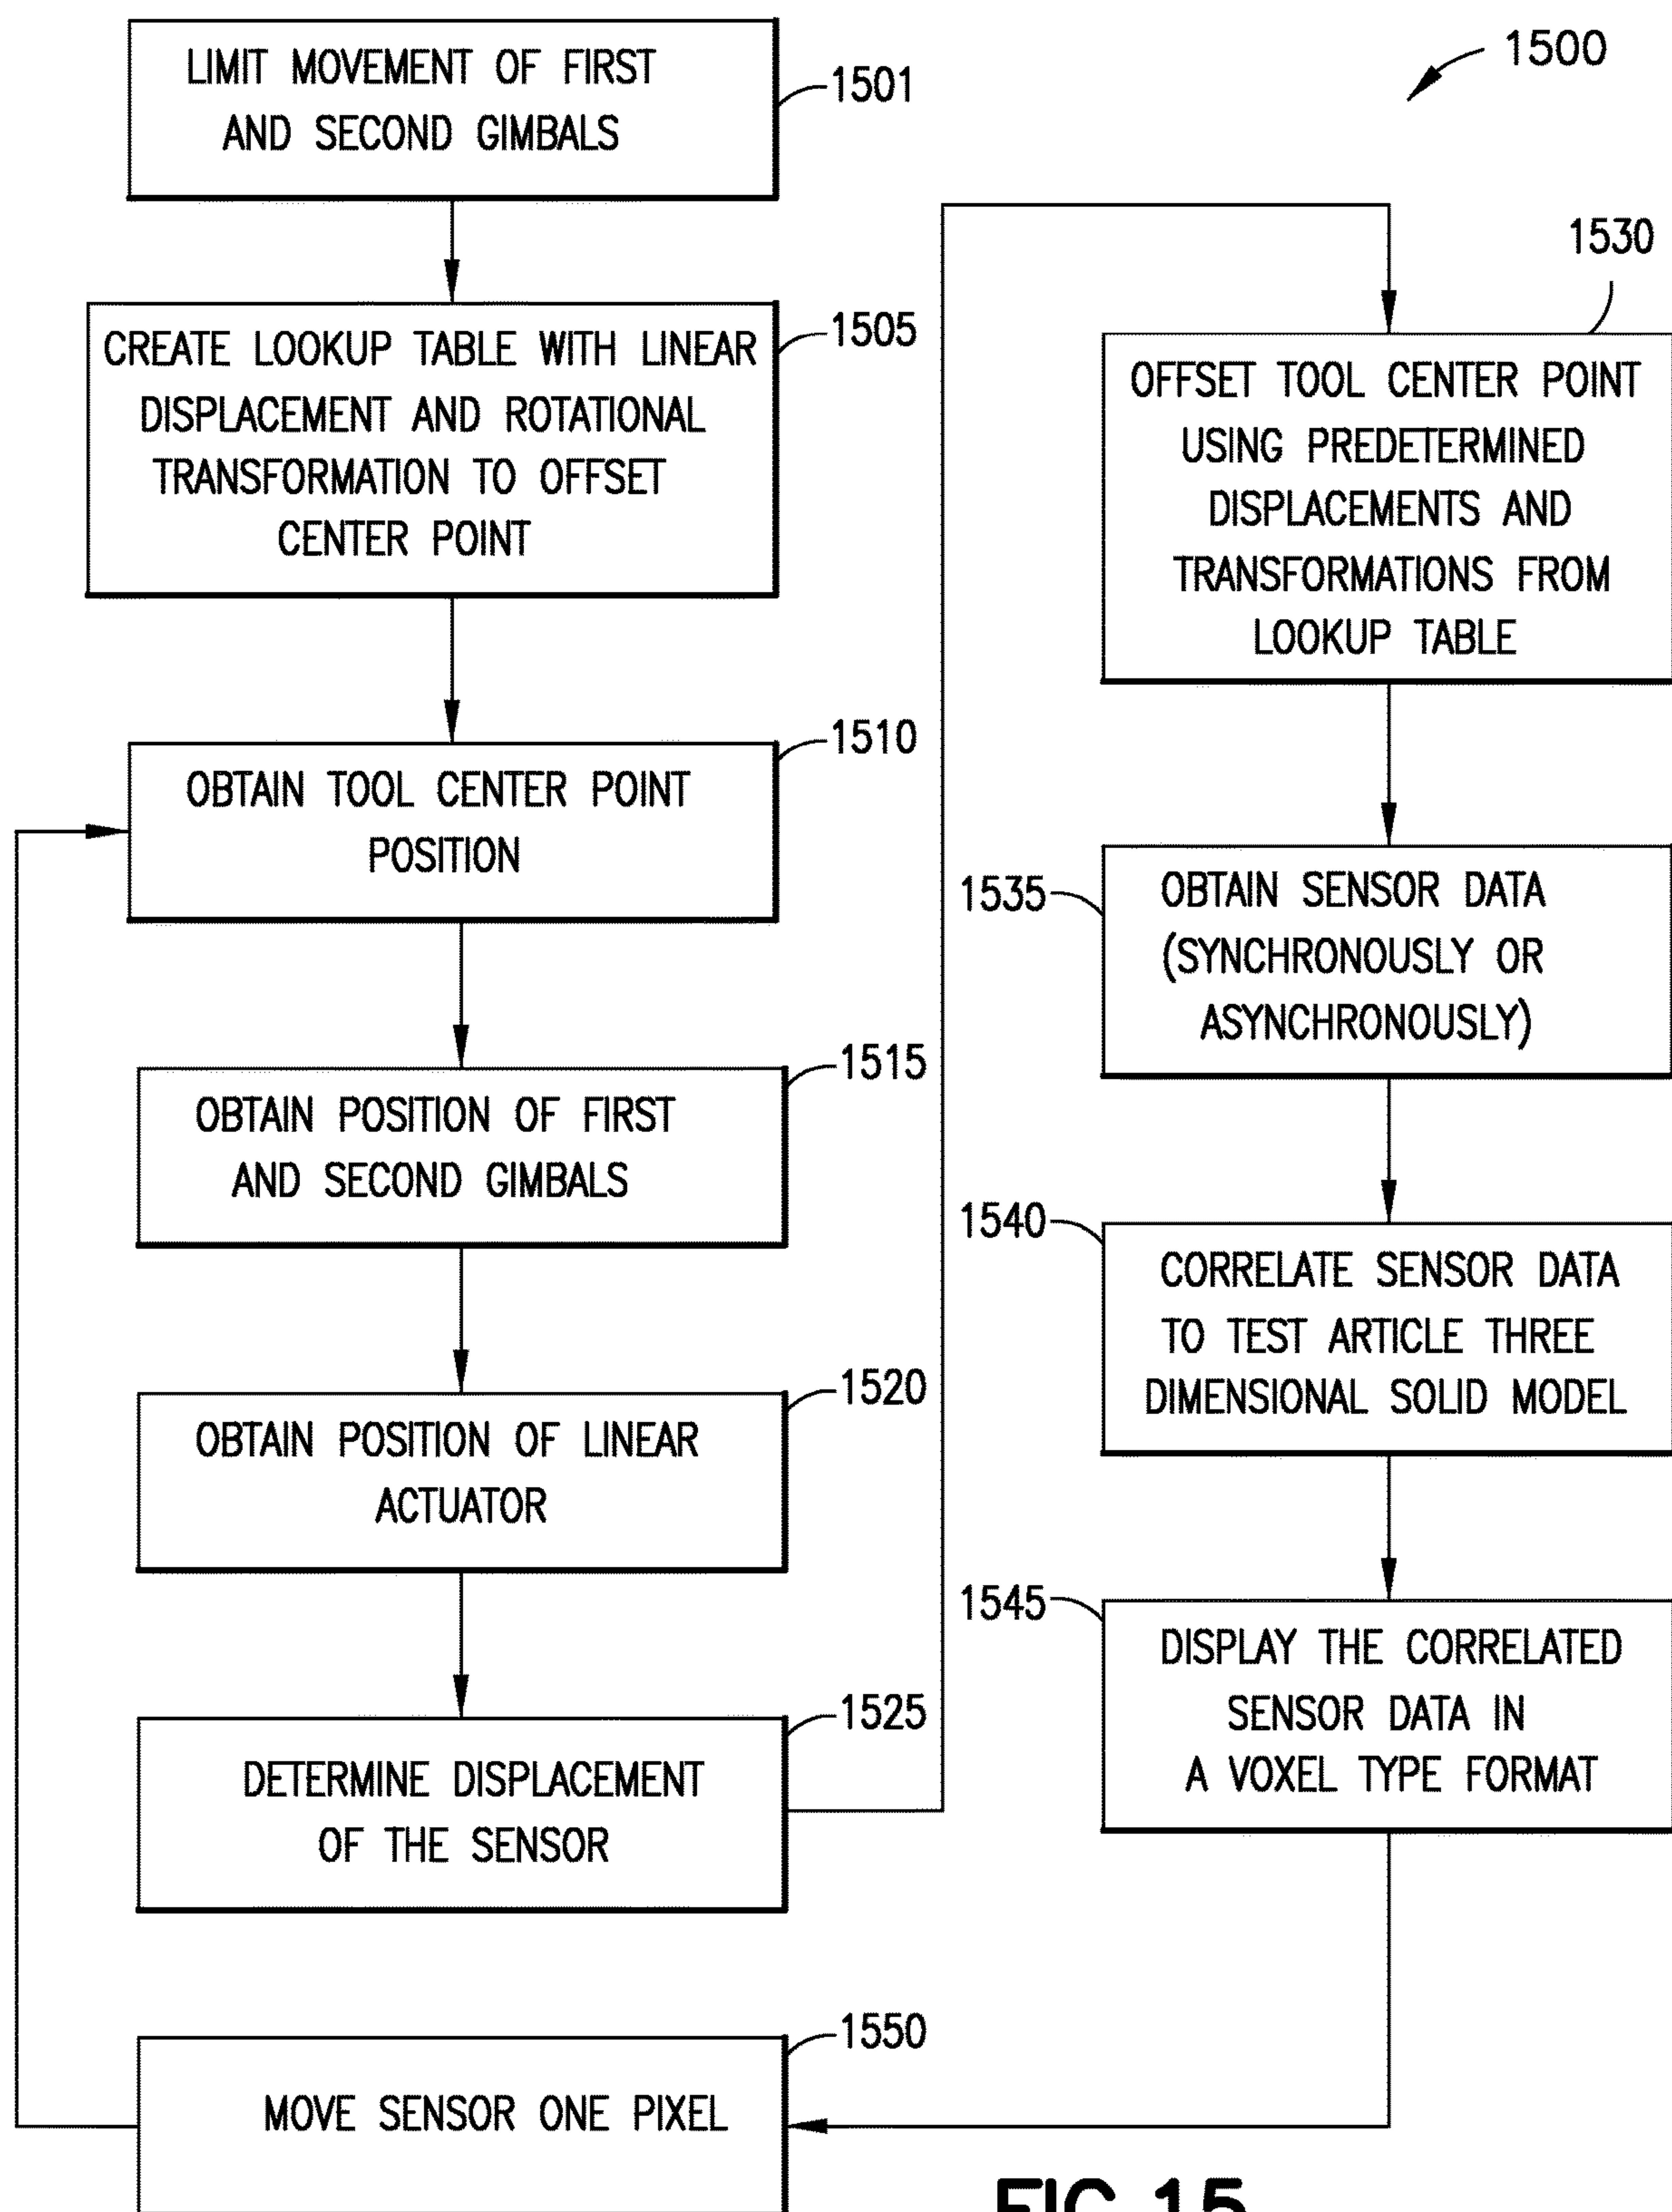 LIMIT MOVEMENT OF FIRST
AND SECOND GIMBALS
1501
CREATE LOOKUP TABLE WITH LINEAR
DISPLACEMENT AND ROTATIONAL
TRANSFORMATION TO OFFSET
CENTER POINT
1505
OBTAIN TOOL CENTER POINT
POSITION
1510
OBTAIN POSITION OF FIRST
AND SECOND GIMBALS
1515
OBTAIN POSITION OF LINEAR
ACTUATOR
1520
DETERMINE DISPLACEMENT
OF THE SENSOR
1525
1500
1530
OFFSET TOOL CENTER POINT
USING PREDETERMINED
DISPLACEMENTS AND
TRANSFORMATIONS FROM
LOOKUP TABLE
1535
OBTAIN SENSOR DATA
(SYNCHRONOUSLY OR
ASYNCHRONOUSLY)
1540
CORRELATE SENSOR DATA
TO TEST ARTICLE THREE
DIMENSIONAL SOLID MODEL
1545
DISPLAY THE CORRELATED
SENSOR DATA IN
A VOXEL TYPE FORMAT
1550
MOVE SENSOR ONE PIXEL
FIG.15